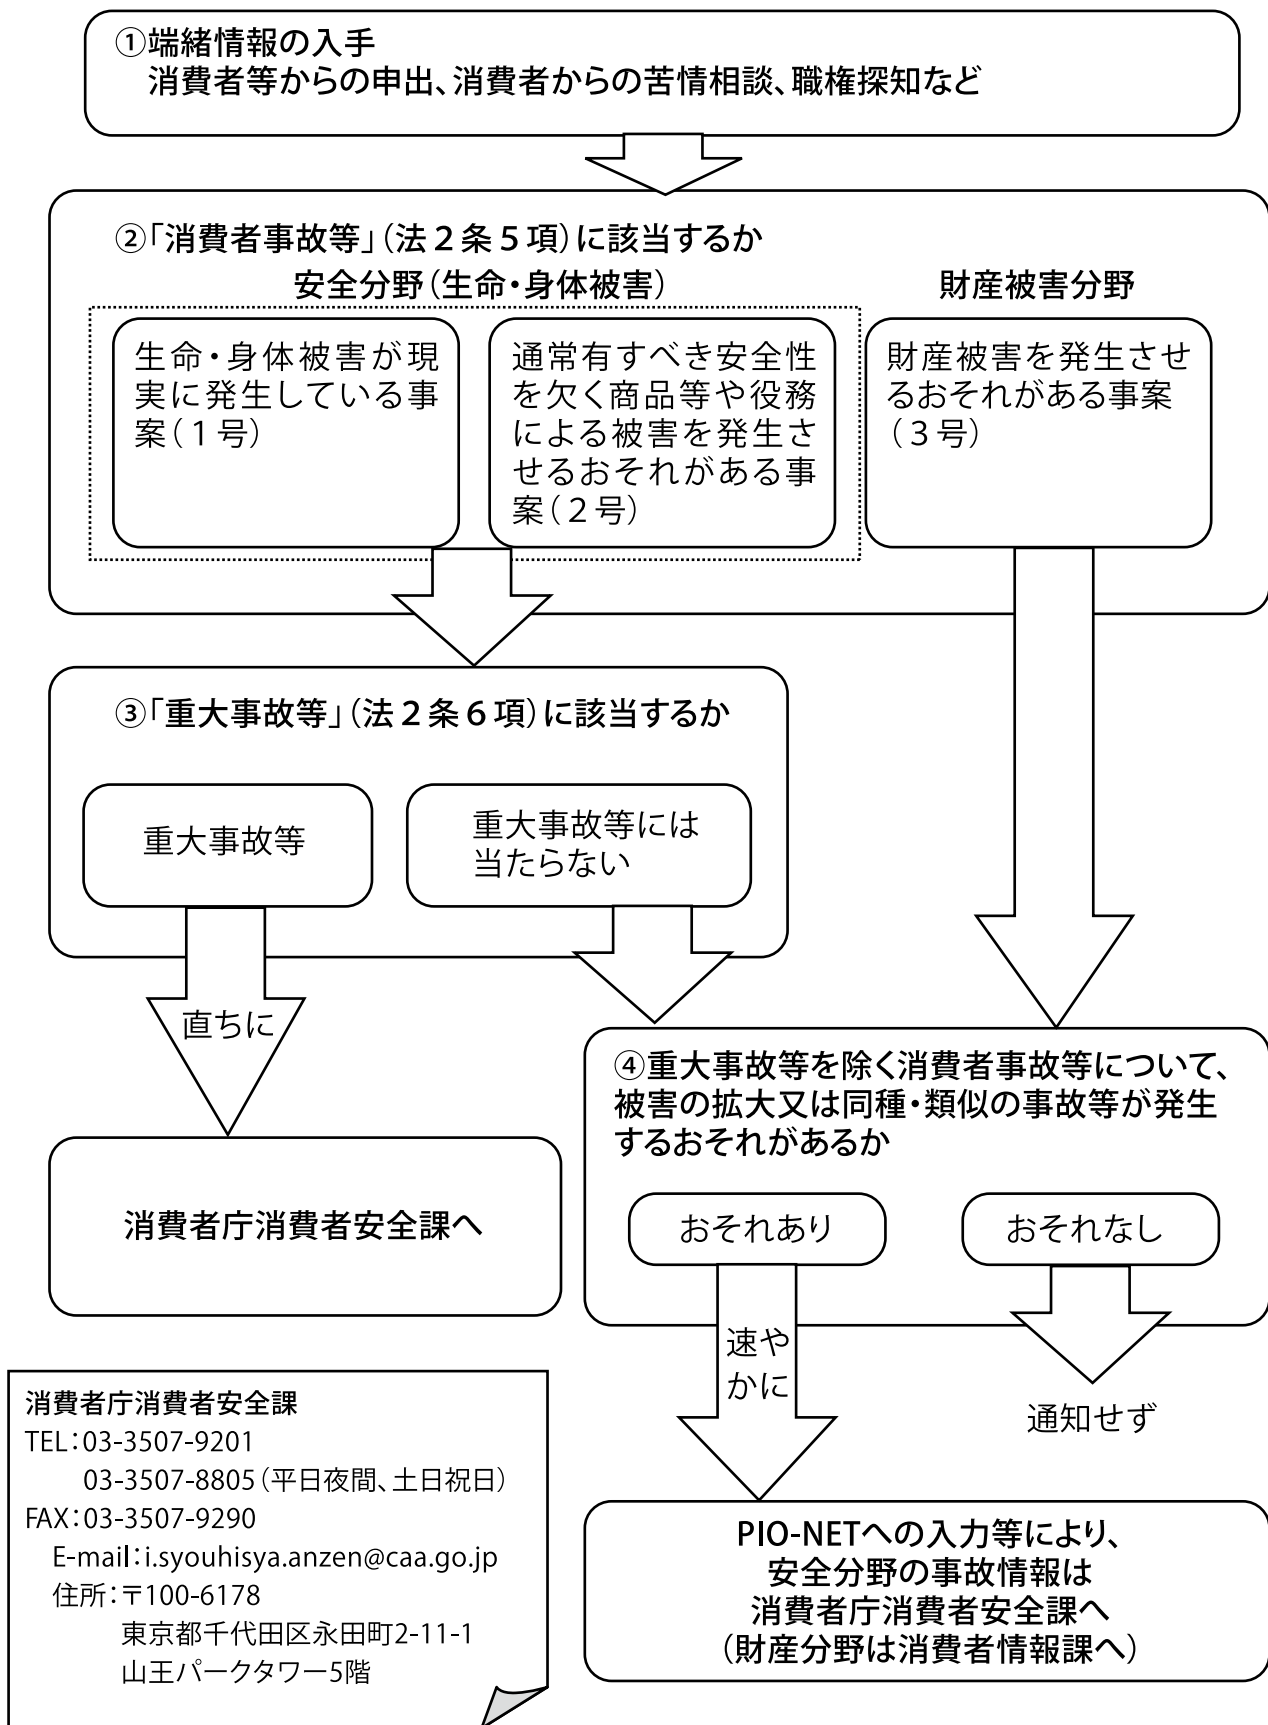 ①端緒情報の入手
消費者等からの申出、消費者からの苦情相談、職権探知など
②「消費者事故等」（法２条５項）に該当するか
安全分野（生命・身体被害）
財産被害分野
生命・身体被害が現
実に発生している事
案（１号）
通常有すべき安全性
を欠く商品等や役務
による被害を発生さ
せるおそれがある事
案（２号）
財産被害を発生させ
るおそれがある事案
（３号）
③「重大事故等」（法２条６項）に該当するか
重大事故等
重大事故等には
当たらない
直ちに
消費者庁消費者安全課へ
④重大事故等を除く消費者事故等について、
被害の拡大又は同種・類似の事故等が発生
するおそれがあるか
おそれあり
おそれなし
速や
かに
通知せず
PIO-NETへの入力等により、
安全分野の事故情報は
消費者庁消費者安全課へ
（財産分野は消費者情報課へ）
消費者庁消費者安全課
TEL：03-3507-9201
03-3507-8805（平日夜間、土日祝日）
FAX：03-3507-9290
E-mail：i.syouhisya.anzen@caa.go.jp
住所：〒100-6178
東京都千代田区永田町2-11-1
山王パークタワー5階